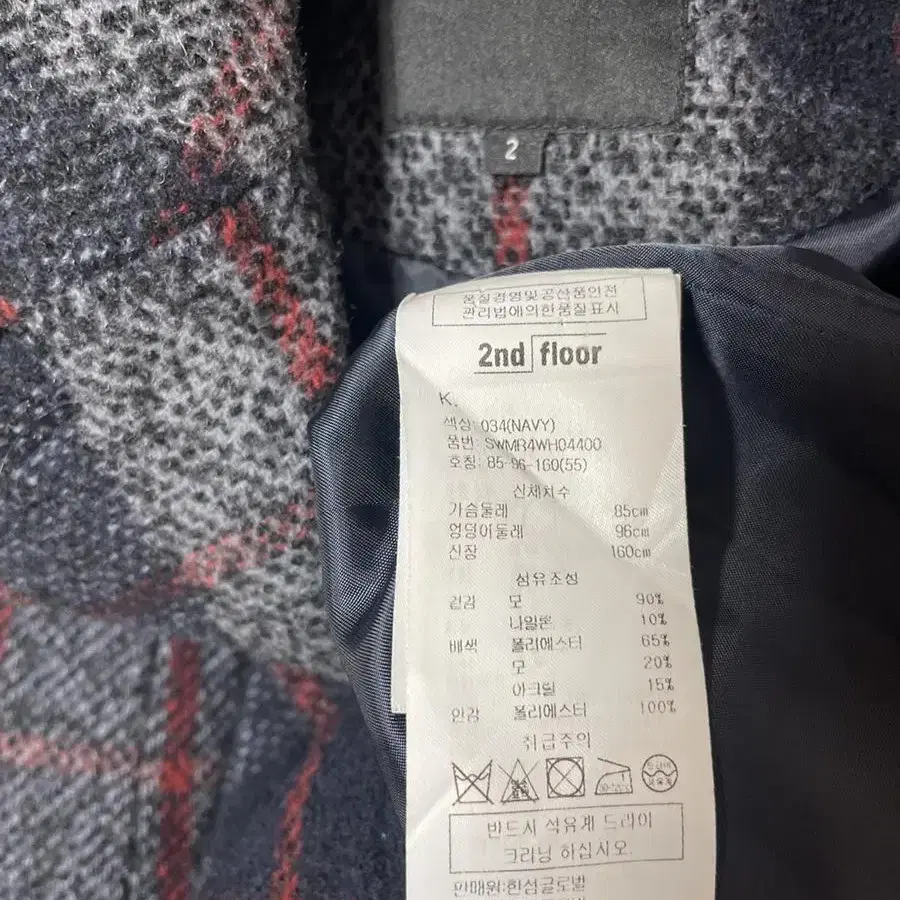 2
품질경영및공산품안전
관리법에의한품질표시
2nd floor
K.
색상: 034(NAVY)
품번: SWMR4WH04400
호칭: 85-96-160(55)
신체치수
가슴둘레 85cm
엉덩이둘레 96cm
신장 160cm
섬유조성
겉감 모 90%
나일론 10%
배색 폴리에스터 65%
모 20%
아크릴 15%
안감 폴리에스터 100%
취급주의
드라이
석유계
반드시 석유계 드라이
크리닝 하십시오.
판매원:한섬글로벌